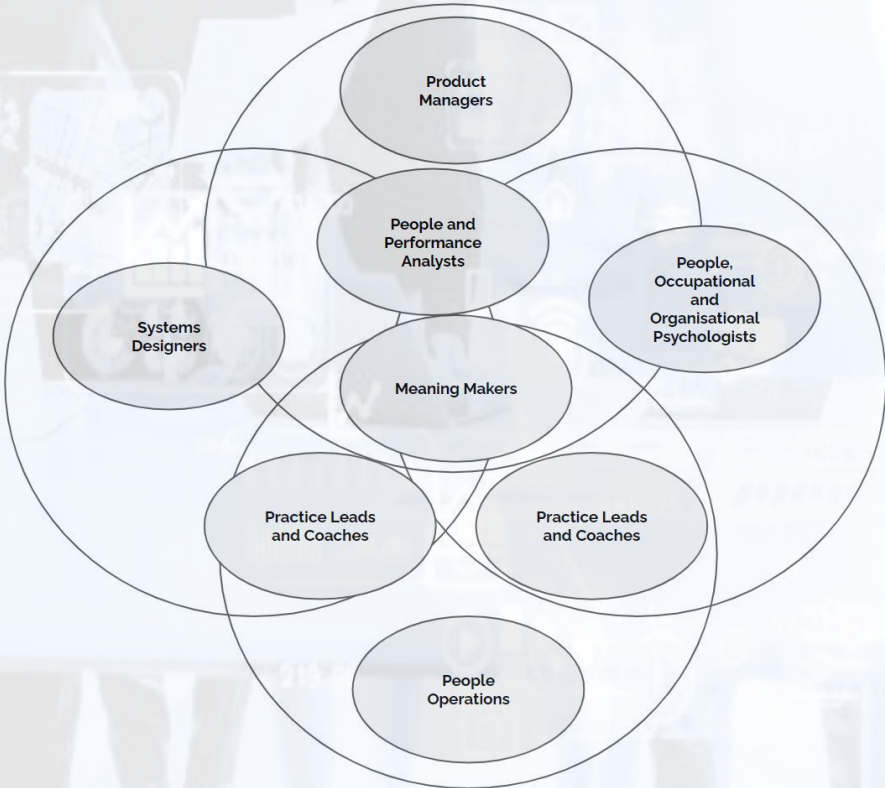 Product
Managers
People and
Performance
Analysts
People,
Occupational
and
Organisational
Psychologists
Systems
Designers
Meaning Makers
Practice Leads
and Coaches
Practice Leads
and Coaches
People
Operations